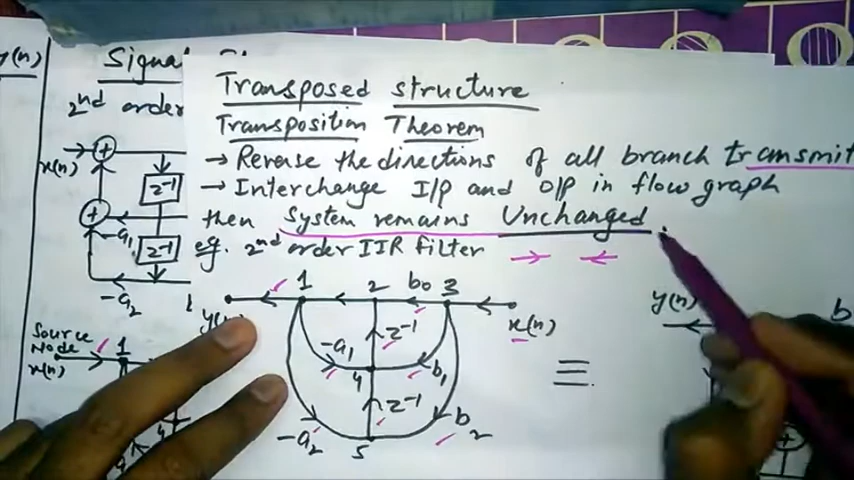 Transposed structure
Transposition Theorem
→ Reverse the directions of all branch transmit
→ Interchange I/P and O/P in flow graph
then System remains Unchanged.
eg. 2nd order IIR Filter
1 2 b0 3
y(n) x(n)
-a1 z-1 b1
4
z-1
-a2 b2
5
≡
y(n) b
y(n)
Signal
2nd order
x(n) + z-1
+ -a1
z-1
-a2
Source
Node 1
x(n)
4